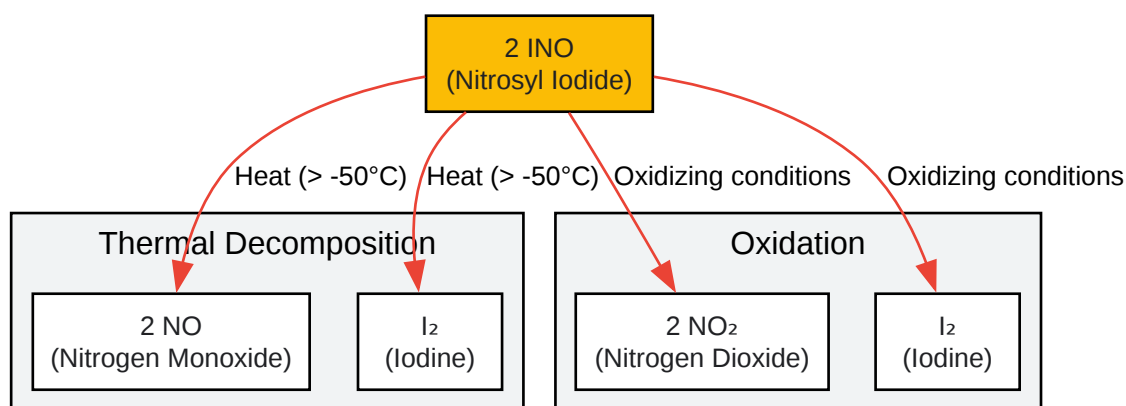 2 INO
(Nitrosyl Iodide)
Heat (> -50°C)
Heat (> -50°C)
Oxidizing conditions
Oxidizing conditions
Thermal Decomposition
Oxidation
2 NO
(Nitrogen Monoxide)
I₂
(Iodine)
2 NO₂
(Nitrogen Dioxide)
I₂
(Iodine)